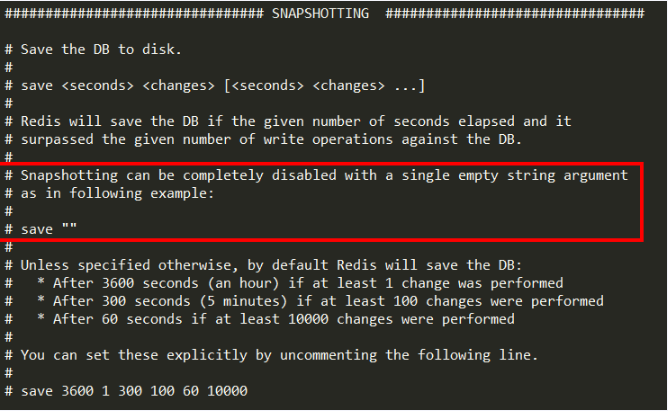 ################################ SNAPSHOTTING  ################################
# Save the DB to disk.
#
# save <seconds> <changes> [<seconds> <changes> ...]
#
# Redis will save the DB if the given number of seconds elapsed and it
# surpassed the given number of write operations against the DB.
#
# Snapshotting can be completely disabled with a single empty string argument
# as in following example:
#
# save ""
#
# Unless specified otherwise, by default Redis will save the DB:
#   * After 3600 seconds (an hour) if at least 1 change was performed
#   * After 300 seconds (5 minutes) if at least 100 changes were performed
#   * After 60 seconds if at least 10000 changes were performed
#
# You can set these explicitly by uncommenting the following line.
#
# save 3600 1 300 100 60 10000